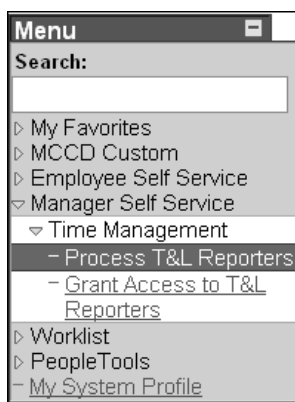 Menu
Search:
My Favorites
MCCD Custom
Employee Self Service
Manager Self Service
Time Management
– Process T&L Reporters
– Grant Access to T&L
Reporters
Worklist
PeopleTools
– My System Profile